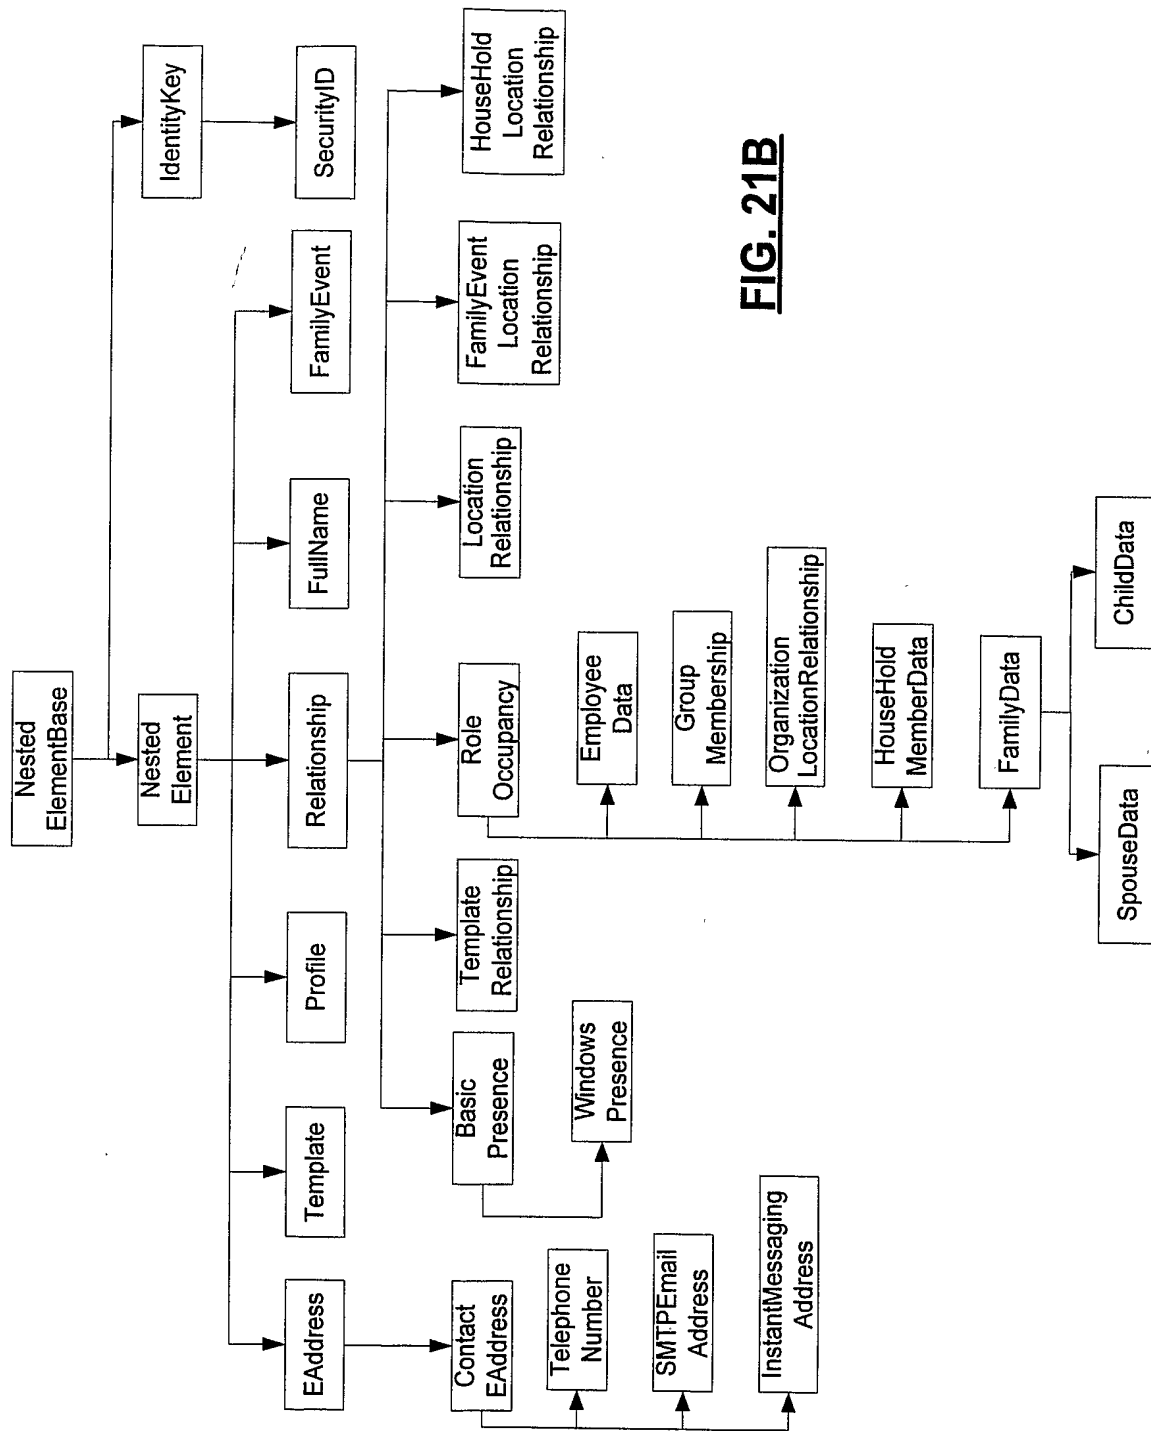 Nested
ElementBase
Nested
Element
IdentityKey
SecurityID
EAddress
Template
Profile
Relationship
FullName
FamilyEvent
Contact
EAddress
Basic
Presence
Template
Relationship
Role
Occupancy
Location
Relationship
FamilyEvent
Location
Relationship
HouseHold
Location
Relationship
Telephone
Number
SMTPEmail
Address
InstantMessaging
Address
Windows
Presence
Employee
Data
Group
Membership
Organization
LocationRelationship
HouseHold
MemberData
FamilyData
SpouseData
ChildData
FIG. 21B